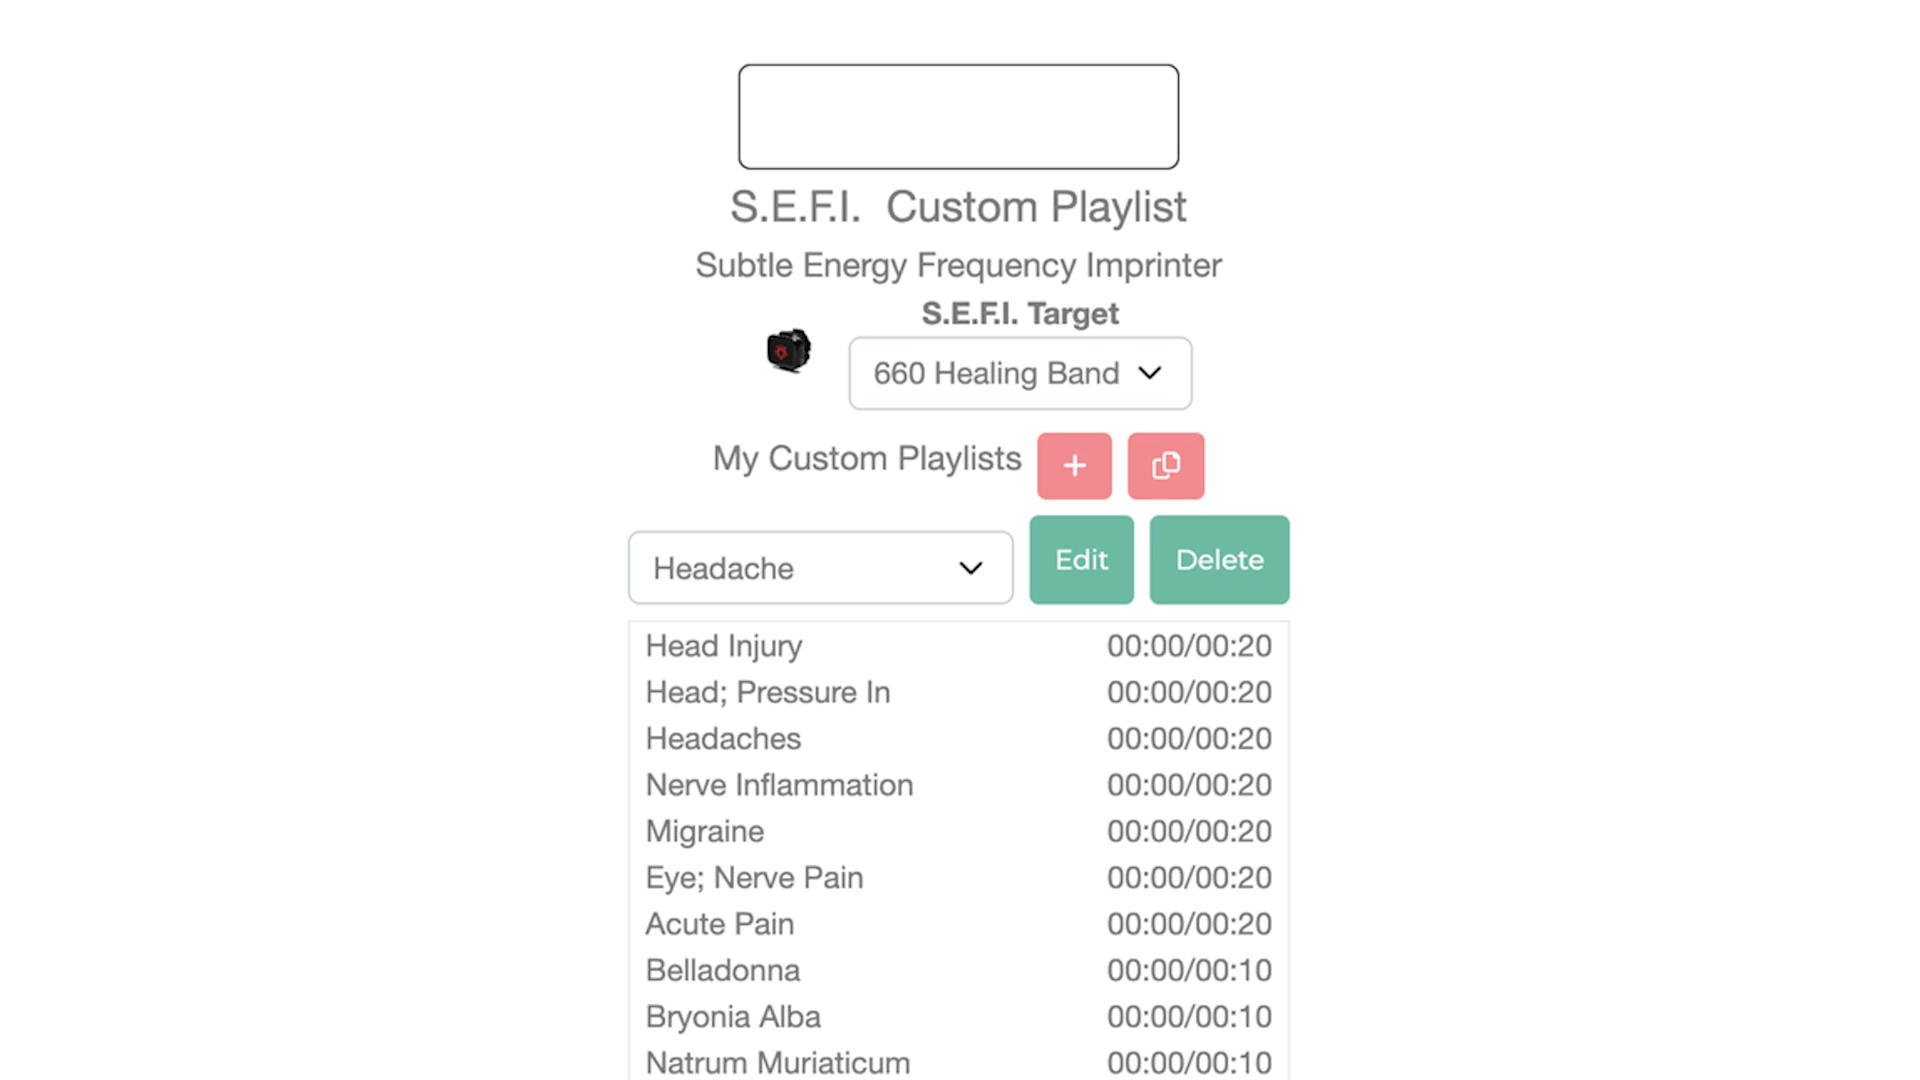 S.E.F.I. Custom Playlist
Subtle Energy Frequency Imprinter
S.E.F.I. Target
660 Healing Band
My Custom Playlists +
Headache Edit Delete
Head Injury 00:00/00:20
Head; Pressure In 00:00/00:20
Headaches 00:00/00:20
Nerve Inflammation 00:00/00:20
Migraine 00:00/00:20
Eye; Nerve Pain 00:00/00:20
Acute Pain 00:00/00:20
Belladonna 00:00/00:10
Bryonia Alba 00:00/00:10
Natrum Muriaticum 00:00/00:10